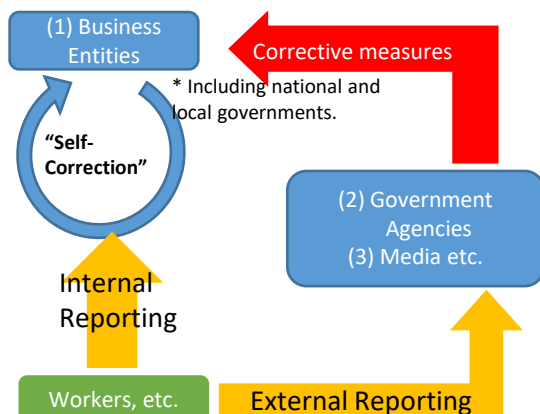 (1) Business
Entities
Corrective measures
* Including national and
local governments.
“Self-
Correction”
(2) Government
Agencies
(3) Media etc.
Internal
Reporting
Workers, etc.
External Reporting